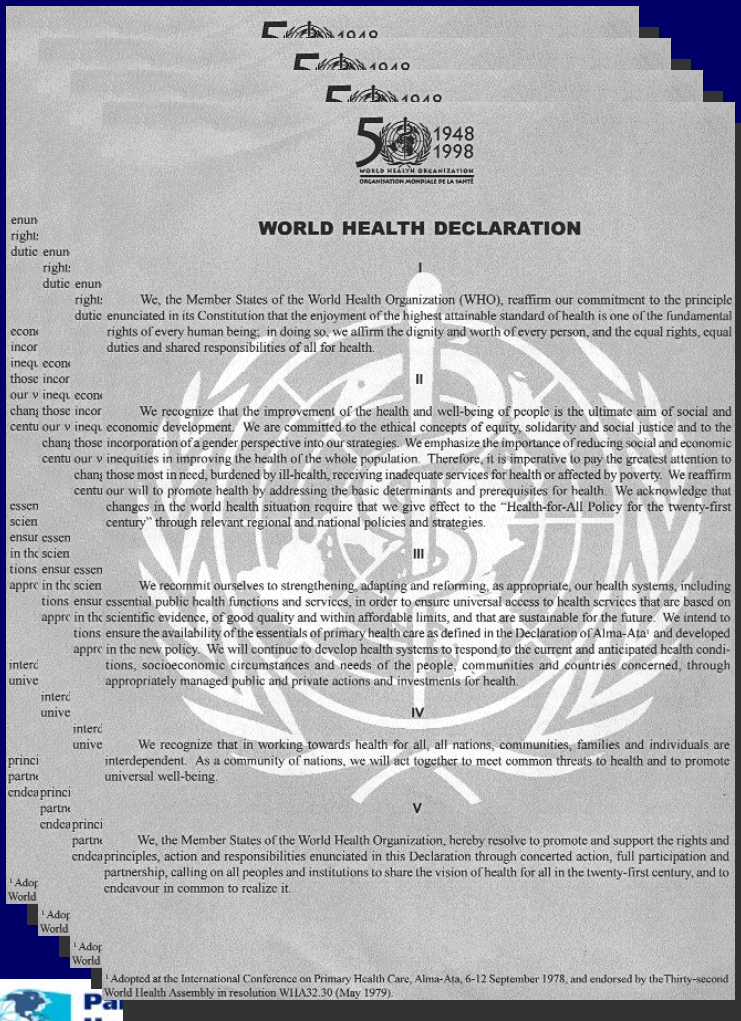 50 1948
50 1948
50 1948
50 1948
1998
WORLD HEALTH ORGANIZATION
ORGANISATION MONDIALE DE LA SANTÉ
WORLD HEALTH DECLARATION
I
We, the Member States of the World Health Organization (WHO), reaffirm our commitment to the principle
enunciated in its Constitution that the enjoyment of the highest attainable standard of health is one of the fundamental
rights of every human being; in doing so, we affirm the dignity and worth of every person, and the equal rights, equal
duties and shared responsibilities of all for health.
II
We recognize that the improvement of the health and well-being of people is the ultimate aim of social and
economic development. We are committed to the ethical concepts of equity, solidarity and social justice and to the
incorporation of a gender perspective into our strategies. We emphasize the importance of reducing social and economic
inequities in improving the health of the whole population. Therefore, it is imperative to pay the greatest attention to
those most in need, burdened by ill-health, receiving inadequate services for health or affected by poverty. We reaffirm
our will to promote health by addressing the basic determinants and prerequisites for health. We acknowledge that
changes in the world health situation require that we give effect to the “Health-for-All Policy for the twenty-first
century” through relevant regional and national policies and strategies.
III
We recommit ourselves to strengthening, adapting and reforming, as appropriate, our health systems, including
essential public health functions and services, in order to ensure universal access to health services that are based on
scientific evidence, of good quality and within affordable limits, and that are sustainable for the future. We intend to
ensure the availability of the essentials of primary health care as defined in the Declaration of Alma-Ata¹ and developed
in the new policy. We will continue to develop health systems to respond to the current and anticipated health condi-
tions, socioeconomic circumstances and needs of the people, communities and countries concerned, through
appropriately managed public and private actions and investments for health.
IV
We recognize that in working towards health for all, all nations, communities, families and individuals are
interdependent. As a community of nations, we will act together to meet common threats to health and to promote
universal well-being.
V
We, the Member States of the World Health Organization, hereby resolve to promote and support the rights and
principles, action and responsibilities enunciated in this Declaration through concerted action, full participation and
partnership, calling on all peoples and institutions to share the vision of health for all in the twenty-first century, and to
endeavour in common to realize it.
¹ Adopted at the International Conference on Primary Health Care, Alma-Ata, 6-12 September 1978, and endorsed by the Thirty-second
World Health Assembly in resolution WHA32.30 (May 1979).